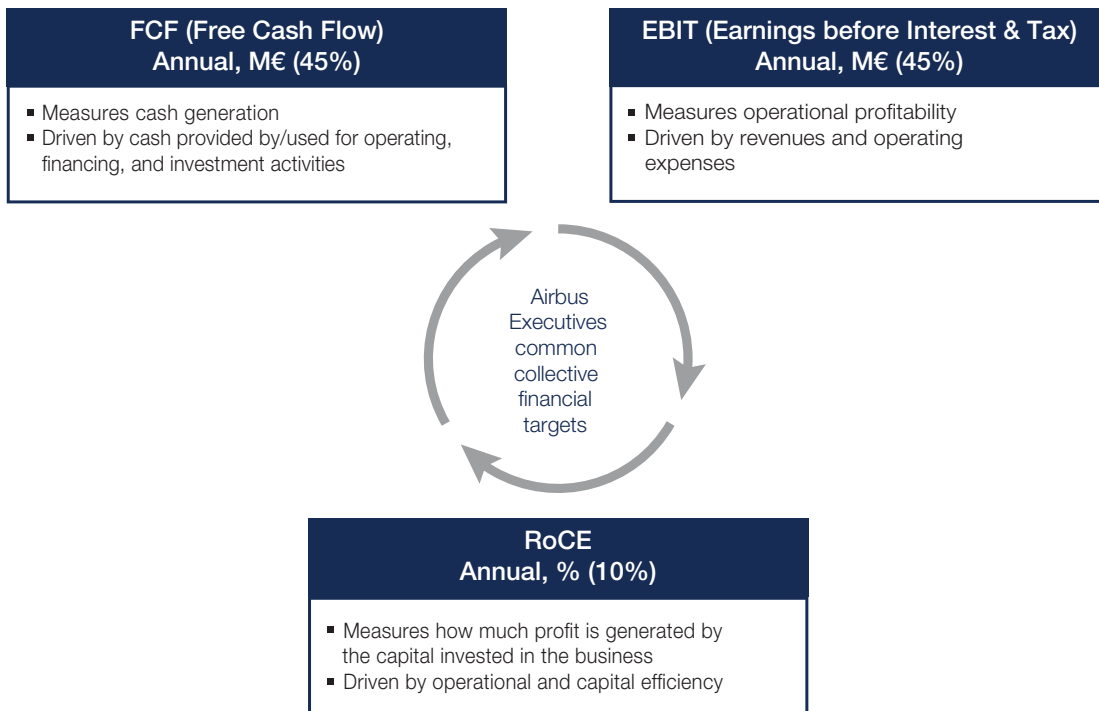 FCF (Free Cash Flow)
Annual, M€ (45%)
▪ Measures cash generation
▪ Driven by cash provided by/used for operating,
financing, and investment activities
EBIT (Earnings before Interest & Tax)
Annual, M€ (45%)
▪ Measures operational profitability
▪ Driven by revenues and operating
expenses
Airbus
Executives
common
collective
financial
targets
RoCE
Annual, % (10%)
▪ Measures how much profit is generated by
the capital invested in the business
▪ Driven by operational and capital efficiency